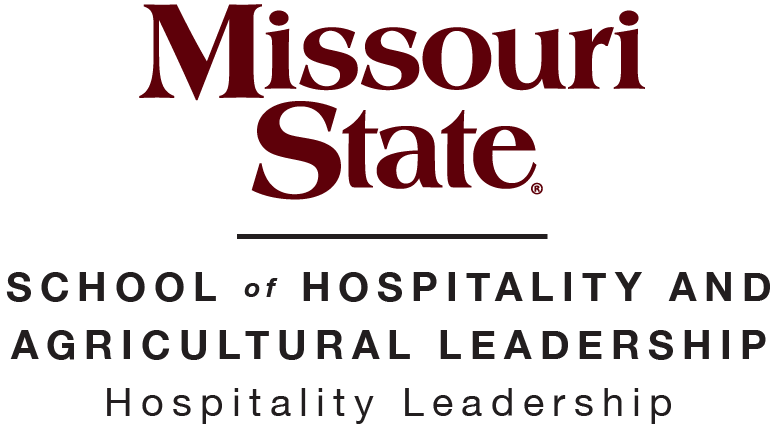 Missouri
State®
SCHOOL of HOSPITALITY AND
AGRICULTURAL LEADERSHIP
Hospitality Leadership